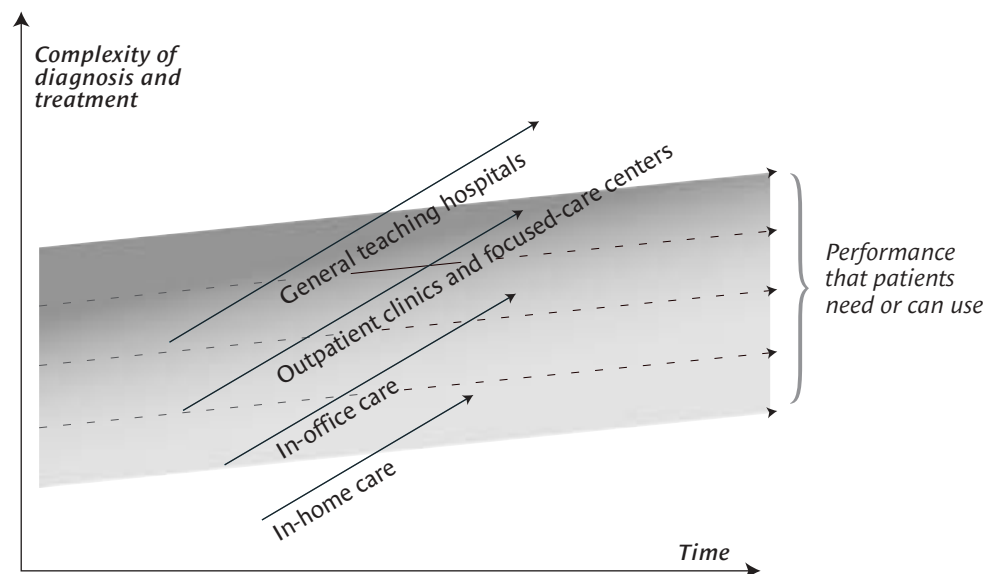 Complexity of
diagnosis and
treatment
General teaching hospitals
Outpatient clinics and focused-care centers
In-office care
In-home care
Performance
that patients
need or can use
Time